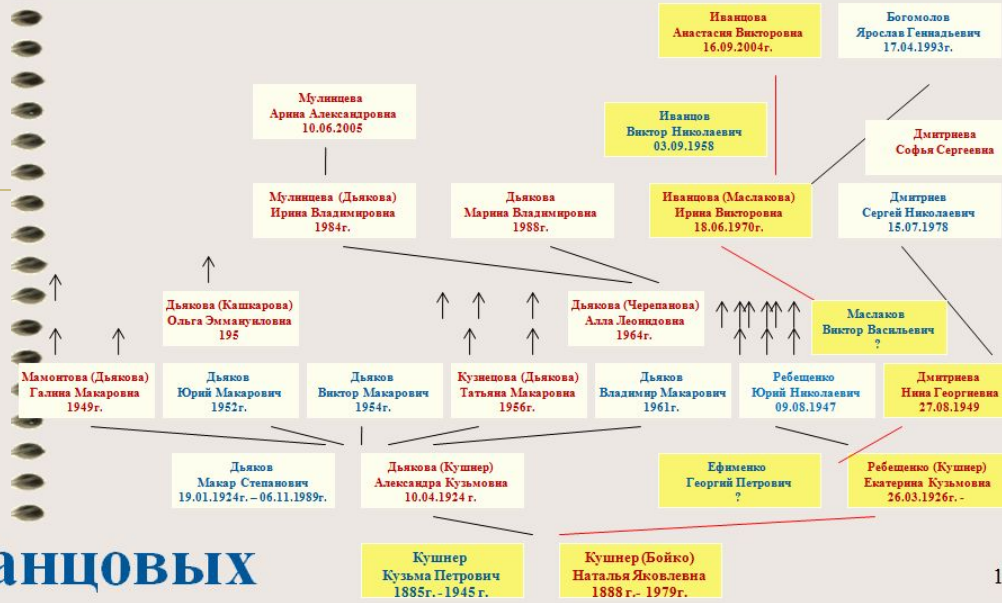 Иванцова
Анастасия Викторовна
16.09.2004г.
Богомолов
Ярослав Геннадьевич
17.04.1993г.
Мулинцева
Арина Александровна
10.06.2005
Иванцов
Виктор Николаевич
03.09.1958
Дмитриева
Софья Сергеевна
Мулинцева (Дьякова)
Ирина Владимировна
1984г.
Дьякова
Марина Владимировна
1988г.
Иванцова (Маслакова)
Ирина Викторовна
18.06.1970г.
Дмитриев
Сергей Николаевич
15.07.1978
Дьякова (Кашкарова)
Ольга Эммануиловна
195
Дьякова (Черепанова)
Алла Леонидовна
1964г.
Маслаков
Виктор Васильевич
?
Мамонтова (Дьякова)
Галина Макаровна
1949г.
Дьяков
Юрий Макарович
1952г.
Дьяков
Виктор Макарович
1954г.
Кузнецова (Дьякова)
Татьяна Макаровна
1956г.
Дьяков
Владимир Макарович
1961г.
Ребещенко
Юрий Николаевич
09.08.1947
Дмитриева
Нина Георгиевна
27.08.1949
Дьяков
Макар Степанович
19.01.1924г. – 06.11.1989г.
Дьякова (Кушнер)
Александра Кузьмовна
10.04.1924 г.
Ефименко
Георгий Петрович
?
Ребещенко (Кушнер)
Екатерина Кузьмовна
26.03.1926г. -
Кушнер
Кузьма Петрович
1885г. - 1945 г.
Кушнер (Бойко)
Наталья Яковлевна
1888 г.- 1979г.
анцовых
1